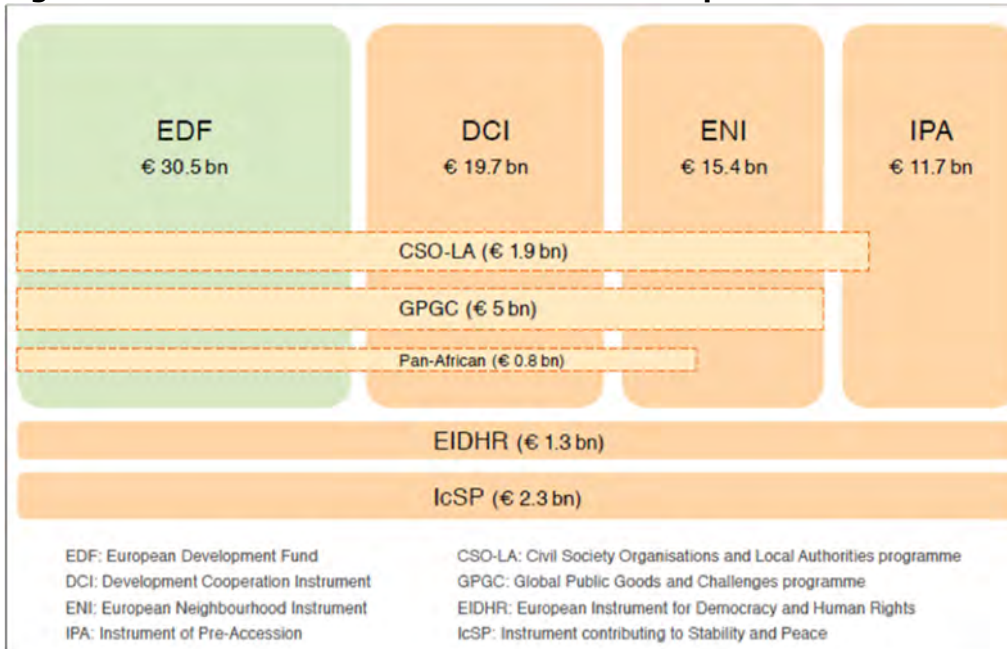 EDF
€ 30.5 bn
DCI
€ 19.7 bn
ENI
€ 15.4 bn
IPA
€ 11.7 bn
CSO-LA (€ 1.9 bn)
GPGC (€ 5 bn)
Pan-African (€ 0.8 bn)
EIDHR (€ 1.3 bn)
IcSP (€ 2.3 bn)
EDF: European Development Fund
DCI: Development Cooperation Instrument
ENI: European Neighbourhood Instrument
IPA: Instrument of Pre-Accession
CSO-LA: Civil Society Organisations and Local Authorities programme
GPGC: Global Public Goods and Challenges programme
EIDHR: European Instrument for Democracy and Human Rights
IcSP: Instrument contributing to Stability and Peace